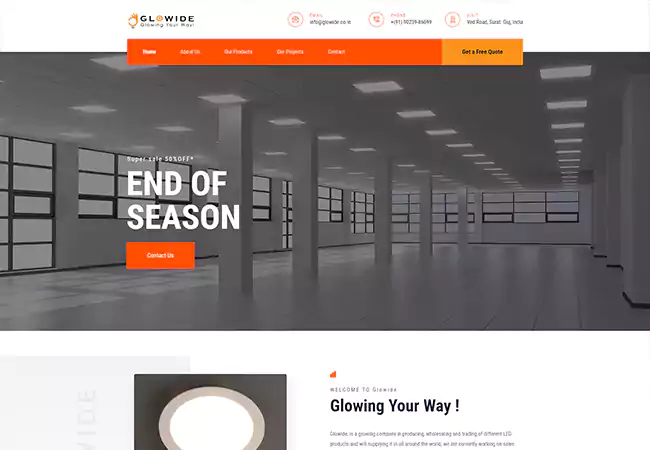 GLOWIDE
Glowing Your Way!
EMAIL
info@glowide.co.in
PHONE
+(91) 90239-86699
VISIT
Ved Road, Surat. Guj, India
Home
About Us
Our Products
Our Projects
Contact
Get a Free Quote
Super sale 50%OFF*
END OF
SEASON
Contact Us
WIDE
WELCOME TO Glowide
Glowing Your Way !
Glowide, is a growing company in producing, wholesaling and trading of different LED
products and will supplying it in all around the world, we are currently working on sales